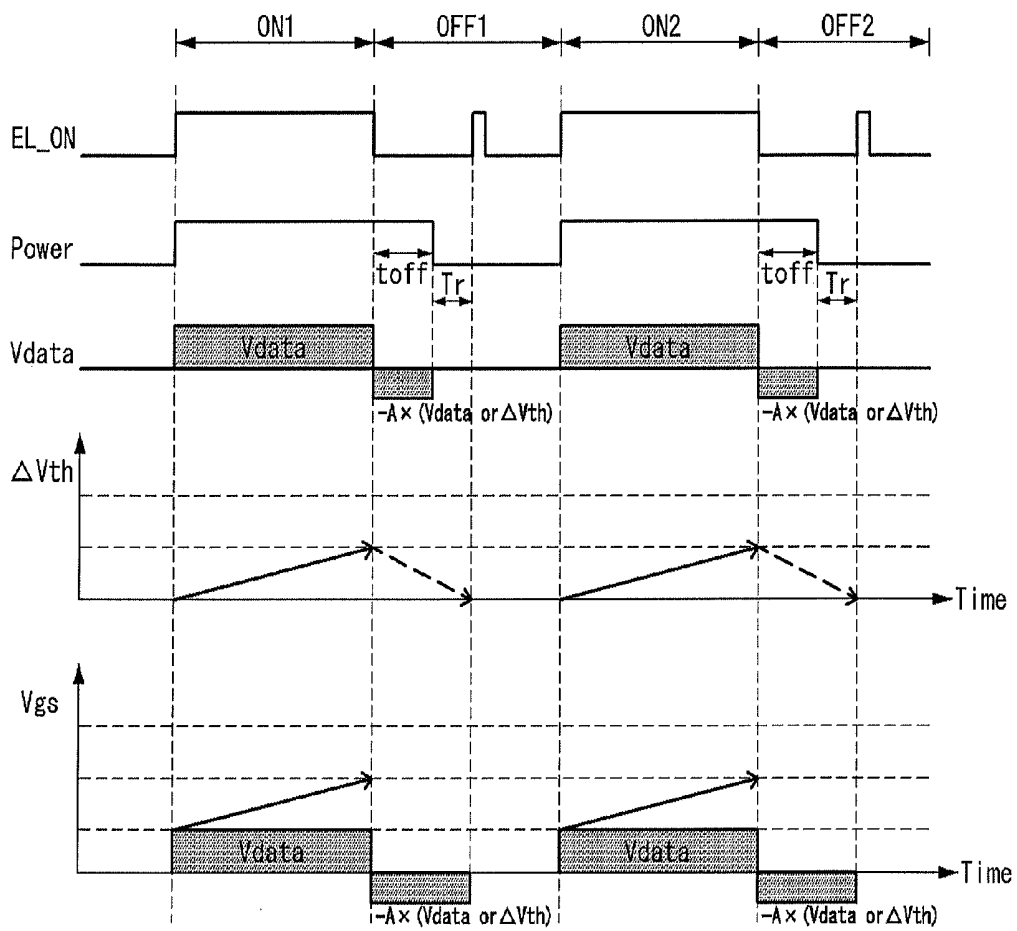 ON1 OFF1 ON2 OFF2
EL_ON
Power
toff toff
Tr Tr
Vdata Vdata Vdata
-A× (Vdata or ΔVth) -A× (Vdata or ΔVth)
ΔVth
Time
Vgs
Vdata Vdata
Time
-A× (Vdata or ΔVth) -A× (Vdata or ΔVth)